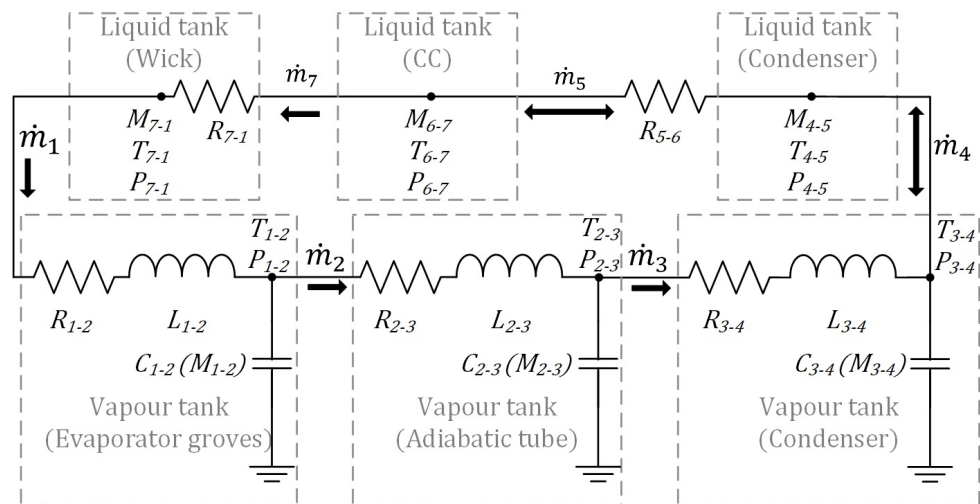 Liquid tank
(Wick)
Liquid tank
(CC)
Liquid tank
(Condenser)
ṁ7
ṁ5
R7-1
R5-6
M7-1
T7-1
P7-1
M6-7
T6-7
P6-7
M4-5
T4-5
P4-5
ṁ1
ṁ4
T1-2
P1-2
ṁ2
T2-3
P2-3
ṁ3
T3-4
P3-4
R1-2
L1-2
R2-3
L2-3
R3-4
L3-4
C1-2 (M1-2)
C2-3 (M2-3)
C3-4 (M3-4)
Vapour tank
(Evaporator groves)
Vapour tank
(Adiabatic tube)
Vapour tank
(Condenser)